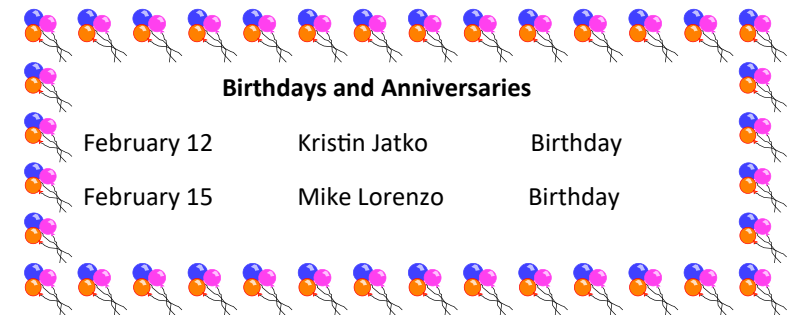 Birthdays and Anniversaries
February 12 Kristin Jatko Birthday
February 15 Mike Lorenzo Birthday